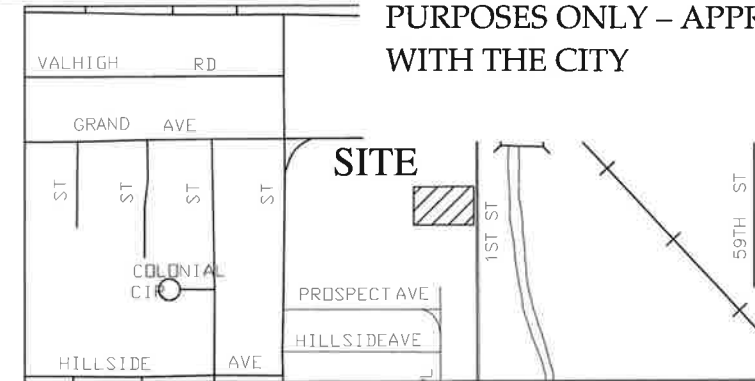 PURPOSES ONLY – APPR
WITH THE CITY
VALHIGH RD
GRAND AVE
SITE
ST
ST
ST
ST
1ST ST
59TH ST
COLONIAL
CIR
PROSPECT AVE
HILLSIDEAVE
HILLSIDE AVE